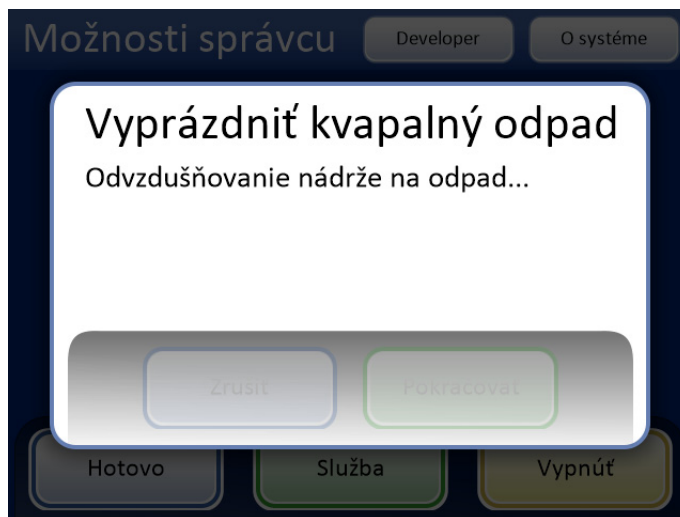 Možnosti správcu
Developer
O systéme
Vyprázdniť kvapalný odpad
Odvzdušňovanie nádrže na odpad...
Zrušiť
Pokračovať
Hotovo
Služba
Vypnúť